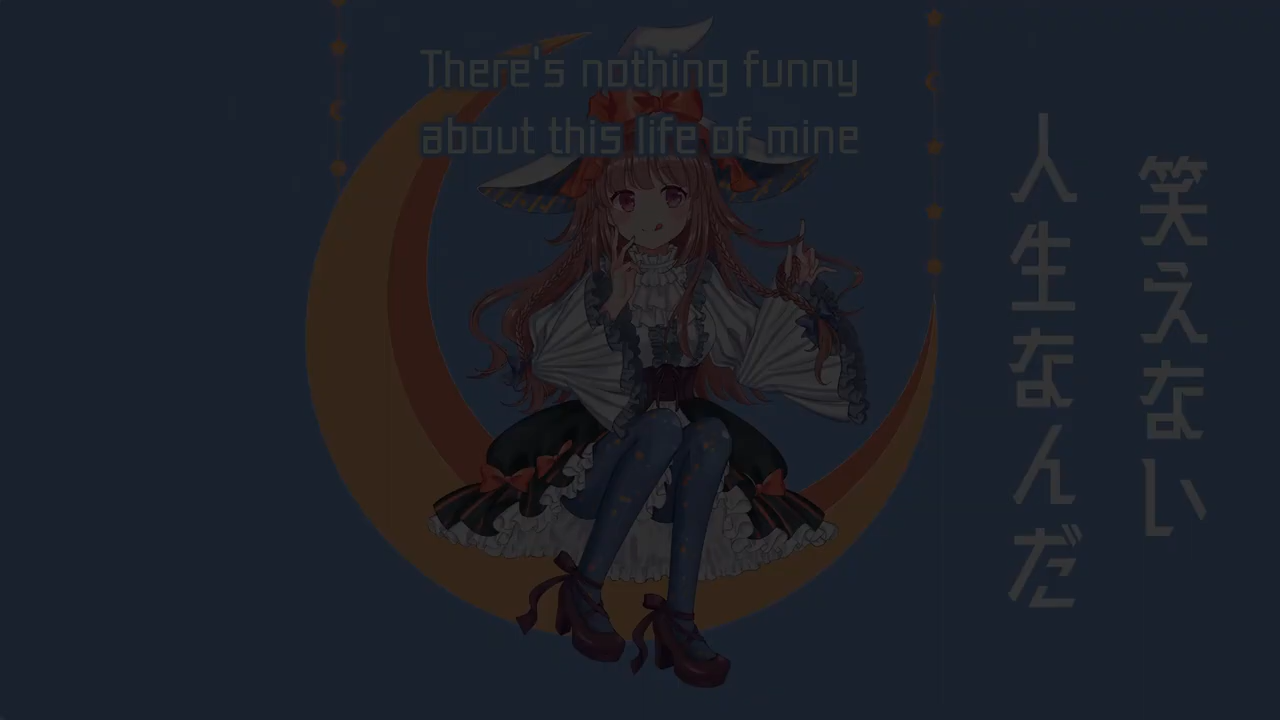 There's nothing funny
about this life of mine
笑えない
人生なんだ